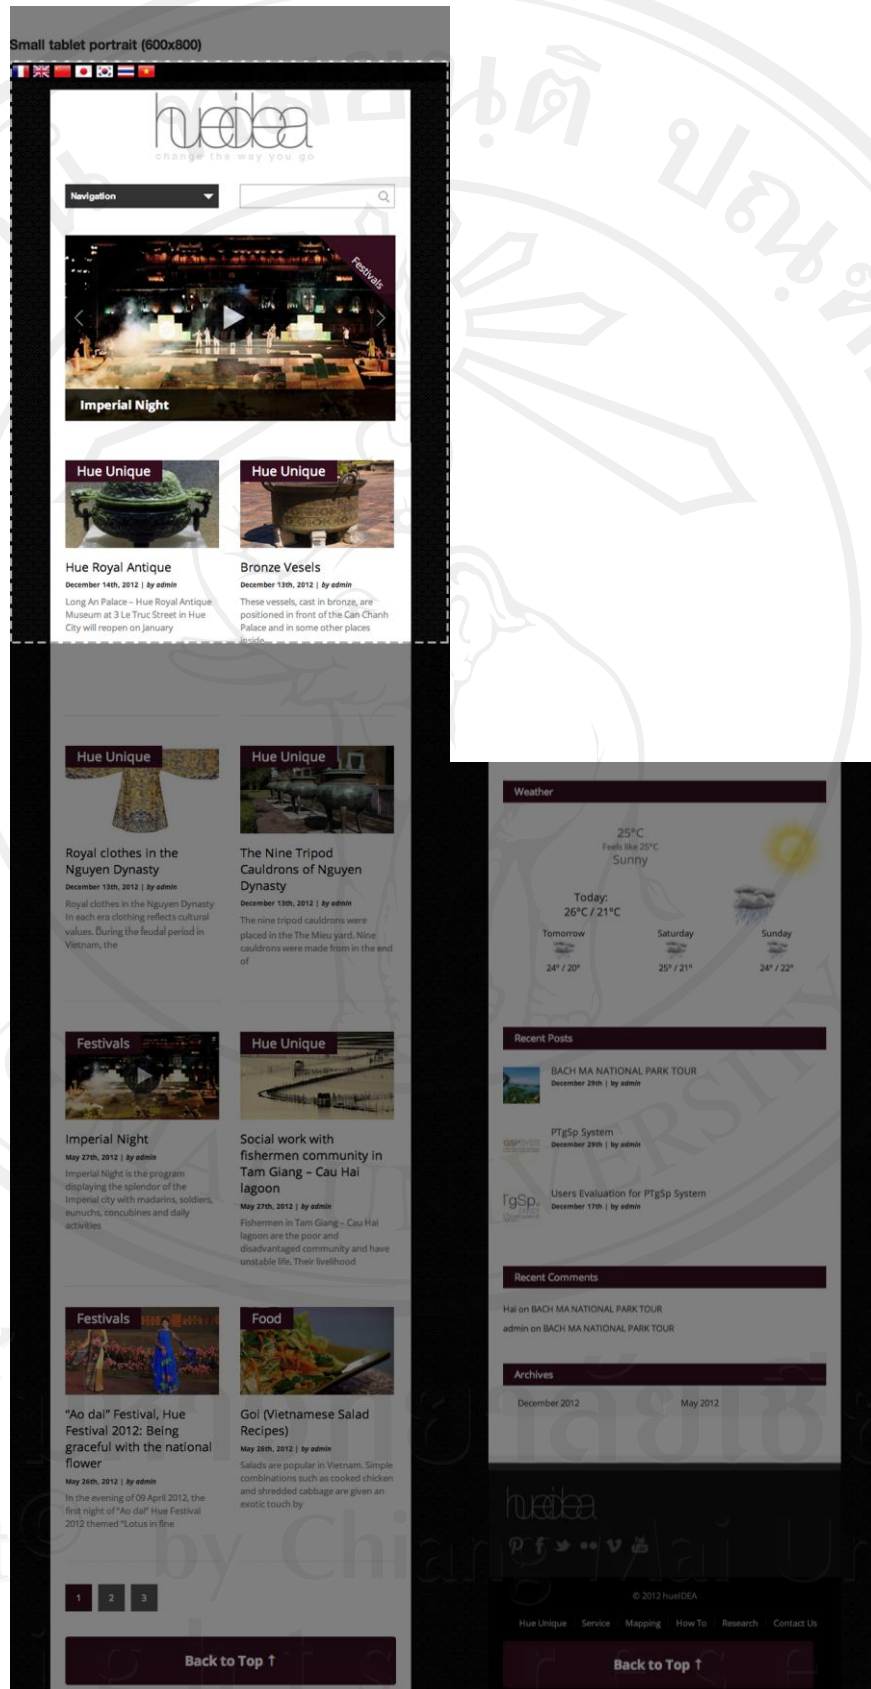 Small tablet portrait (600x800)
hueidea
change the way you go
Navigation
Festivals
Imperial Night
Hue Unique
Hue Royal Antique
December 14th, 2012 | by admin
Long An Palace – Hue Royal Antique
Museum at 3 Le Truc Street in Hue
City will reopen on January
Hue Unique
Bronze Vesels
December 13th, 2012 | by admin
These vessels, cast in bronze, are
positioned in front of the Can Chanh
Palace and in some other places
inside
Hue Unique
Royal clothes in the
Nguyen Dynasty
December 13th, 2012 | by admin
Royal clothes in the Nguyen Dynasty
In each era clothing reflects cultural
values. During the feudal period in
Vietnam, the
Hue Unique
The Nine Tripod
Cauldrons of Nguyen
Dynasty
December 13th, 2012 | by admin
The nine tripod cauldrons were
placed in the The Mieu yard. Nine
cauldrons were made from in the end
of
Festivals
Imperial Night
May 27th, 2012 | by admin
Imperial Night is the program
displaying the splendor of the
Imperial city with madarins, soldiers,
eunuchs, concubines and daily
activities
Hue Unique
Social work with
fishermen community in
Tam Giang – Cau Hai
lagoon
May 27th, 2012 | by admin
Fishermen in Tam Giang – Cau Hai
lagoon are the poor and
disadvantaged community and have
unstable life. Their livelihood
Festivals
"Ao dai" Festival, Hue
Festival 2012: Being
graceful with the national
flower
May 26th, 2012 | by admin
In the evening of 09 April 2012, the
first night of "Ao dai" Hue Festival
2012 themed "Lotus in fine
Food
Goi (Vietnamese Salad
Recipes)
May 26th, 2012 | by admin
Salads are popular in Vietnam. Simple
combinations such as cooked chicken
and shredded cabbage are given an
exotic touch by
1 2 3
Back to Top ↑
Weather
25°C
Feels like 25°C
Sunny
Today:
26°C / 21°C
Tomorrow Saturday Sunday
24° / 20° 25° / 21° 24° / 22°
Recent Posts
BACH MA NATIONAL PARK TOUR
December 29th | by admin
PTgSp System
December 29th | by admin
Users Evaluation for PTgSp System
December 17th | by admin
Recent Comments
Hai on BACH MA NATIONAL PARK TOUR
admin on BACH MA NATIONAL PARK TOUR
Archives
December 2012 May 2012
hueidea
© 2012 hueIDEA
Hue Unique Service Mapping How To Research Contact Us
Back to Top ↑